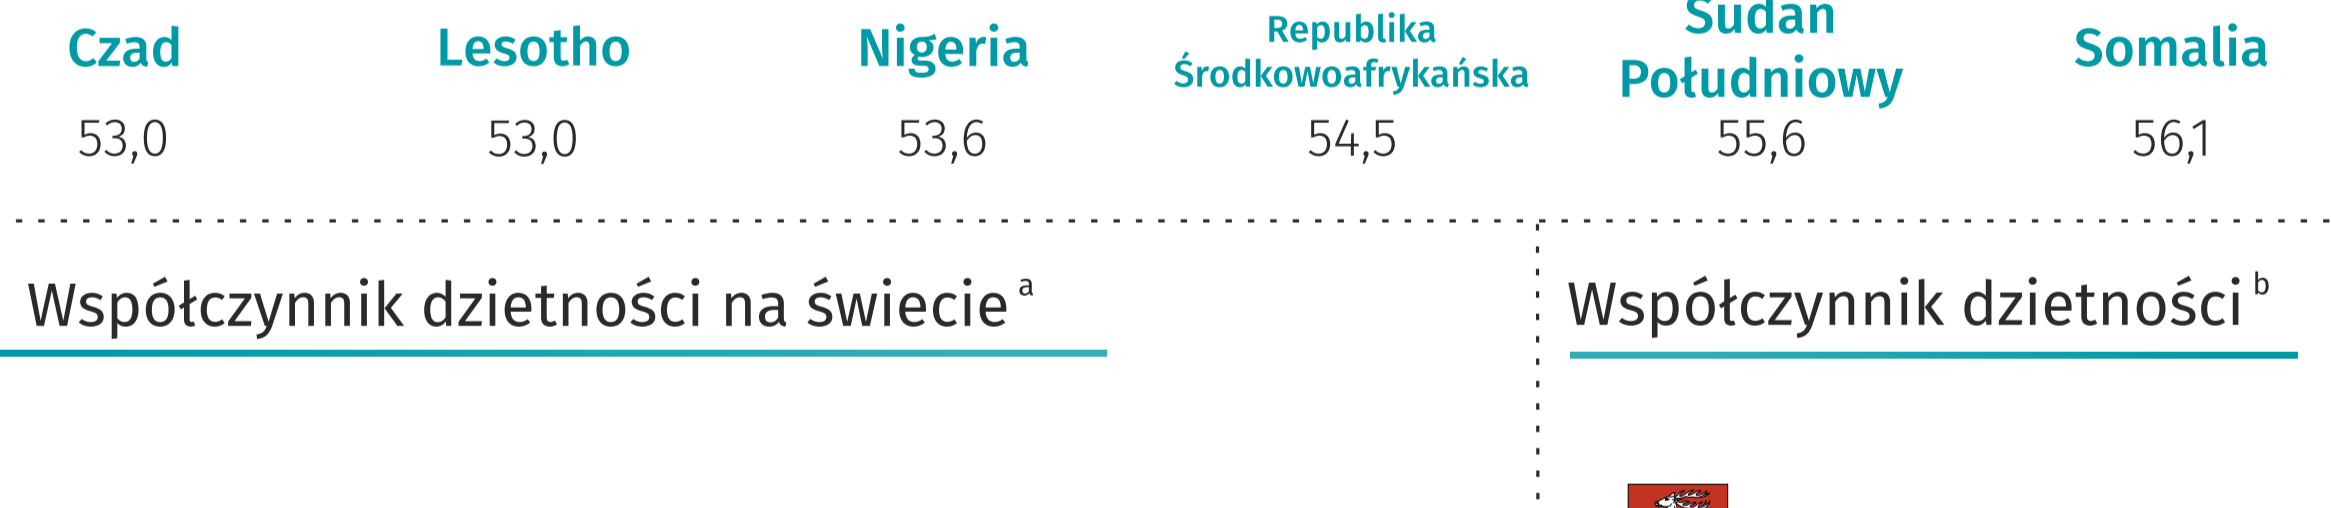 Czad
Lesotho
Nigeria
Republika
Środkowoafrykańska
Sudan
Południowy
Somalia
53,0
53,0
53,6
54,5
55,6
56,1
Współczynnik dzietności na świecie a
Współczynnik dzietności b